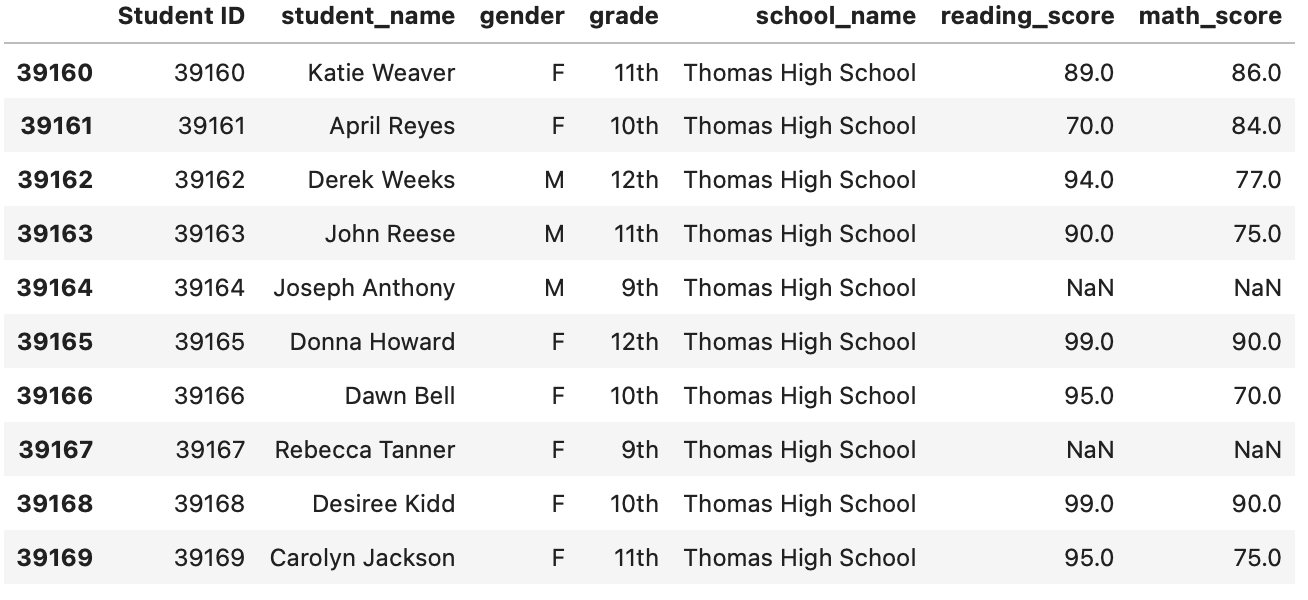 Student ID student_name gender grade school_name reading_score math_score
39160 39160 Katie Weaver F 11th Thomas High School 89.0 86.0
39161 39161 April Reyes F 10th Thomas High School 70.0 84.0
39162 39162 Derek Weeks M 12th Thomas High School 94.0 77.0
39163 39163 John Reese M 11th Thomas High School 90.0 75.0
39164 39164 Joseph Anthony M 9th Thomas High School NaN NaN
39165 39165 Donna Howard F 12th Thomas High School 99.0 90.0
39166 39166 Dawn Bell F 10th Thomas High School 95.0 70.0
39167 39167 Rebecca Tanner F 9th Thomas High School NaN NaN
39168 39168 Desiree Kidd F 10th Thomas High School 99.0 90.0
39169 39169 Carolyn Jackson F 11th Thomas High School 95.0 75.0